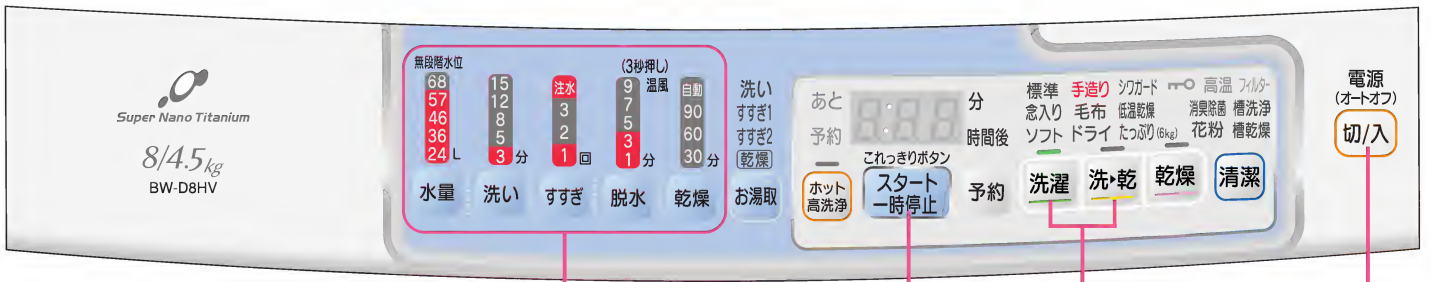 Super Nano Titanium
8/4.5kg
BW-D8HV
無段階水位
68
57
46
36
24 L
水量
15
12
8
5
3 分
洗い
注水
3
2
1 回
すすぎ
(3秒押し)
温風
9
7
5
3
1 分
脱水
自動
90
60
30 分
乾燥
洗い
すすぎ1
すすぎ2
乾燥
お湯取
あと 8:88 分
予約 時間後
これっきりボタン
ホット
高洗浄
スタート
一時停止
予約
標準 手造り シワガード 高温 フィルター
念入り 毛布 低温乾燥 消臭除菌 槽洗浄
ソフト ドライ たっぷり(6kg) 花粉 槽乾燥
洗濯
洗▶乾
乾燥
清潔
電源
(オートオフ)
切/入